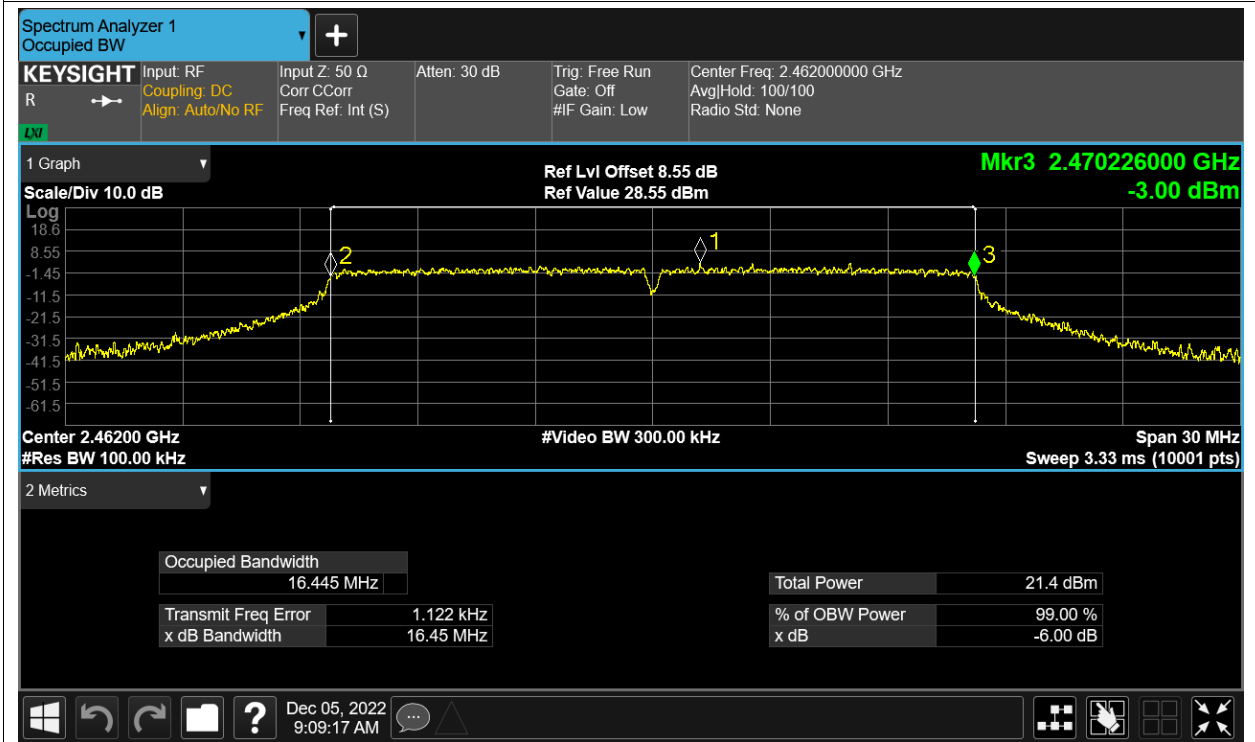 Spectrum Analyzer 1
Occupied BW
KEYSIGHT
R
LXI
Input: RF
Coupling: DC
Align: Auto/No RF
Input Z: 50 Ω
Corr CCorr
Freq Ref: Int (S)
Atten: 30 dB
Trig: Free Run
Gate: Off
#IF Gain: Low
Center Freq: 2.462000000 GHz
Avg|Hold: 100/100
Radio Std: None
1 Graph
Scale/Div 10.0 dB
Ref Lvl Offset 8.55 dB
Ref Value 28.55 dBm
Mkr3 2.470226000 GHz
-3.00 dBm
Log
18.6
8.55
-1.45
-11.5
-21.5
-31.5
-41.5
-51.5
-61.5
2
1
3
Center 2.46200 GHz
#Res BW 100.00 kHz
#Video BW 300.00 kHz
Span 30 MHz
Sweep 3.33 ms (10001 pts)
2 Metrics
Occupied Bandwidth
16.445 MHz
Transmit Freq Error 1.122 kHz
x dB Bandwidth 16.45 MHz
Total Power 21.4 dBm
% of OBW Power 99.00 %
x dB -6.00 dB
?
Dec 05, 2022
9:09:17 AM